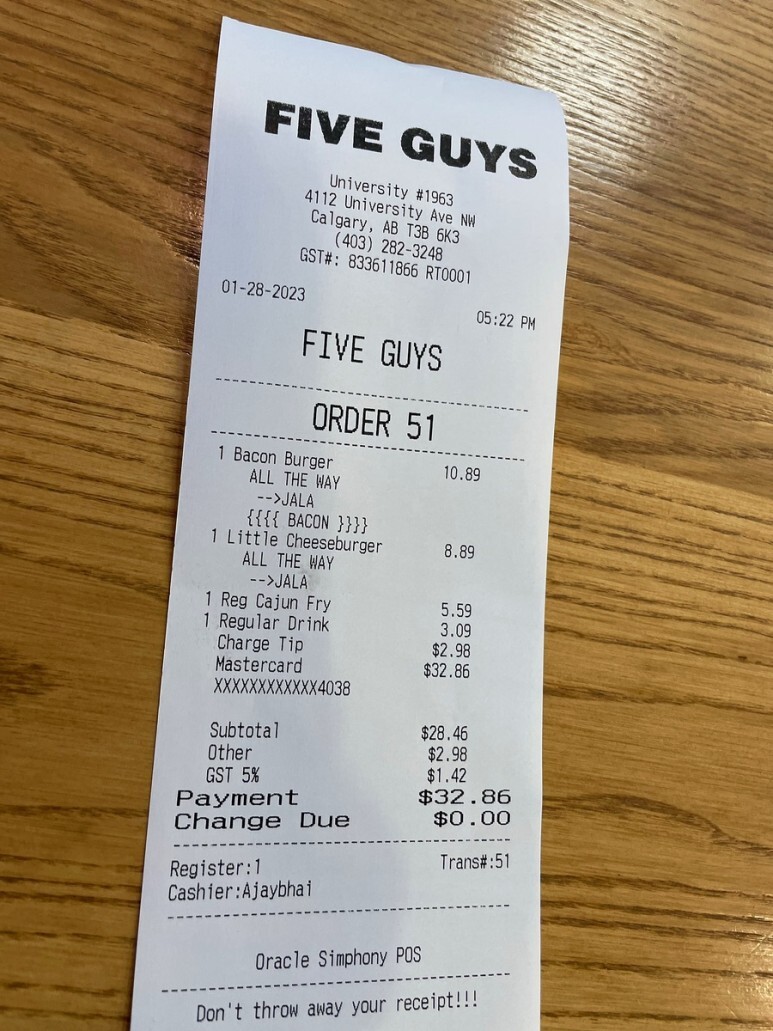 FIVE GUYS
University #1963
4112 University Ave NW
Calgary, AB T3B 6K3
(403) 282-3248
GST#: 833611866 RT0001
01-28-2023 05:22 PM
FIVE GUYS
ORDER 51
1 Bacon Burger 10.89
ALL THE WAY
-->JALA
{{{{ BACON }}}}
1 Little Cheeseburger 8.89
ALL THE WAY
-->JALA
1 Reg Cajun Fry 5.59
1 Regular Drink 3.09
Charge Tip $2.98
Mastercard $32.86
XXXXXXXXXXXX4038
Subtotal $28.46
Other $2.98
GST 5% $1.42
Payment $32.86
Change Due $0.00
Register:1 Trans#:51
Cashier:Ajaybhai
Oracle Simphony POS
Don't throw away your receipt!!!